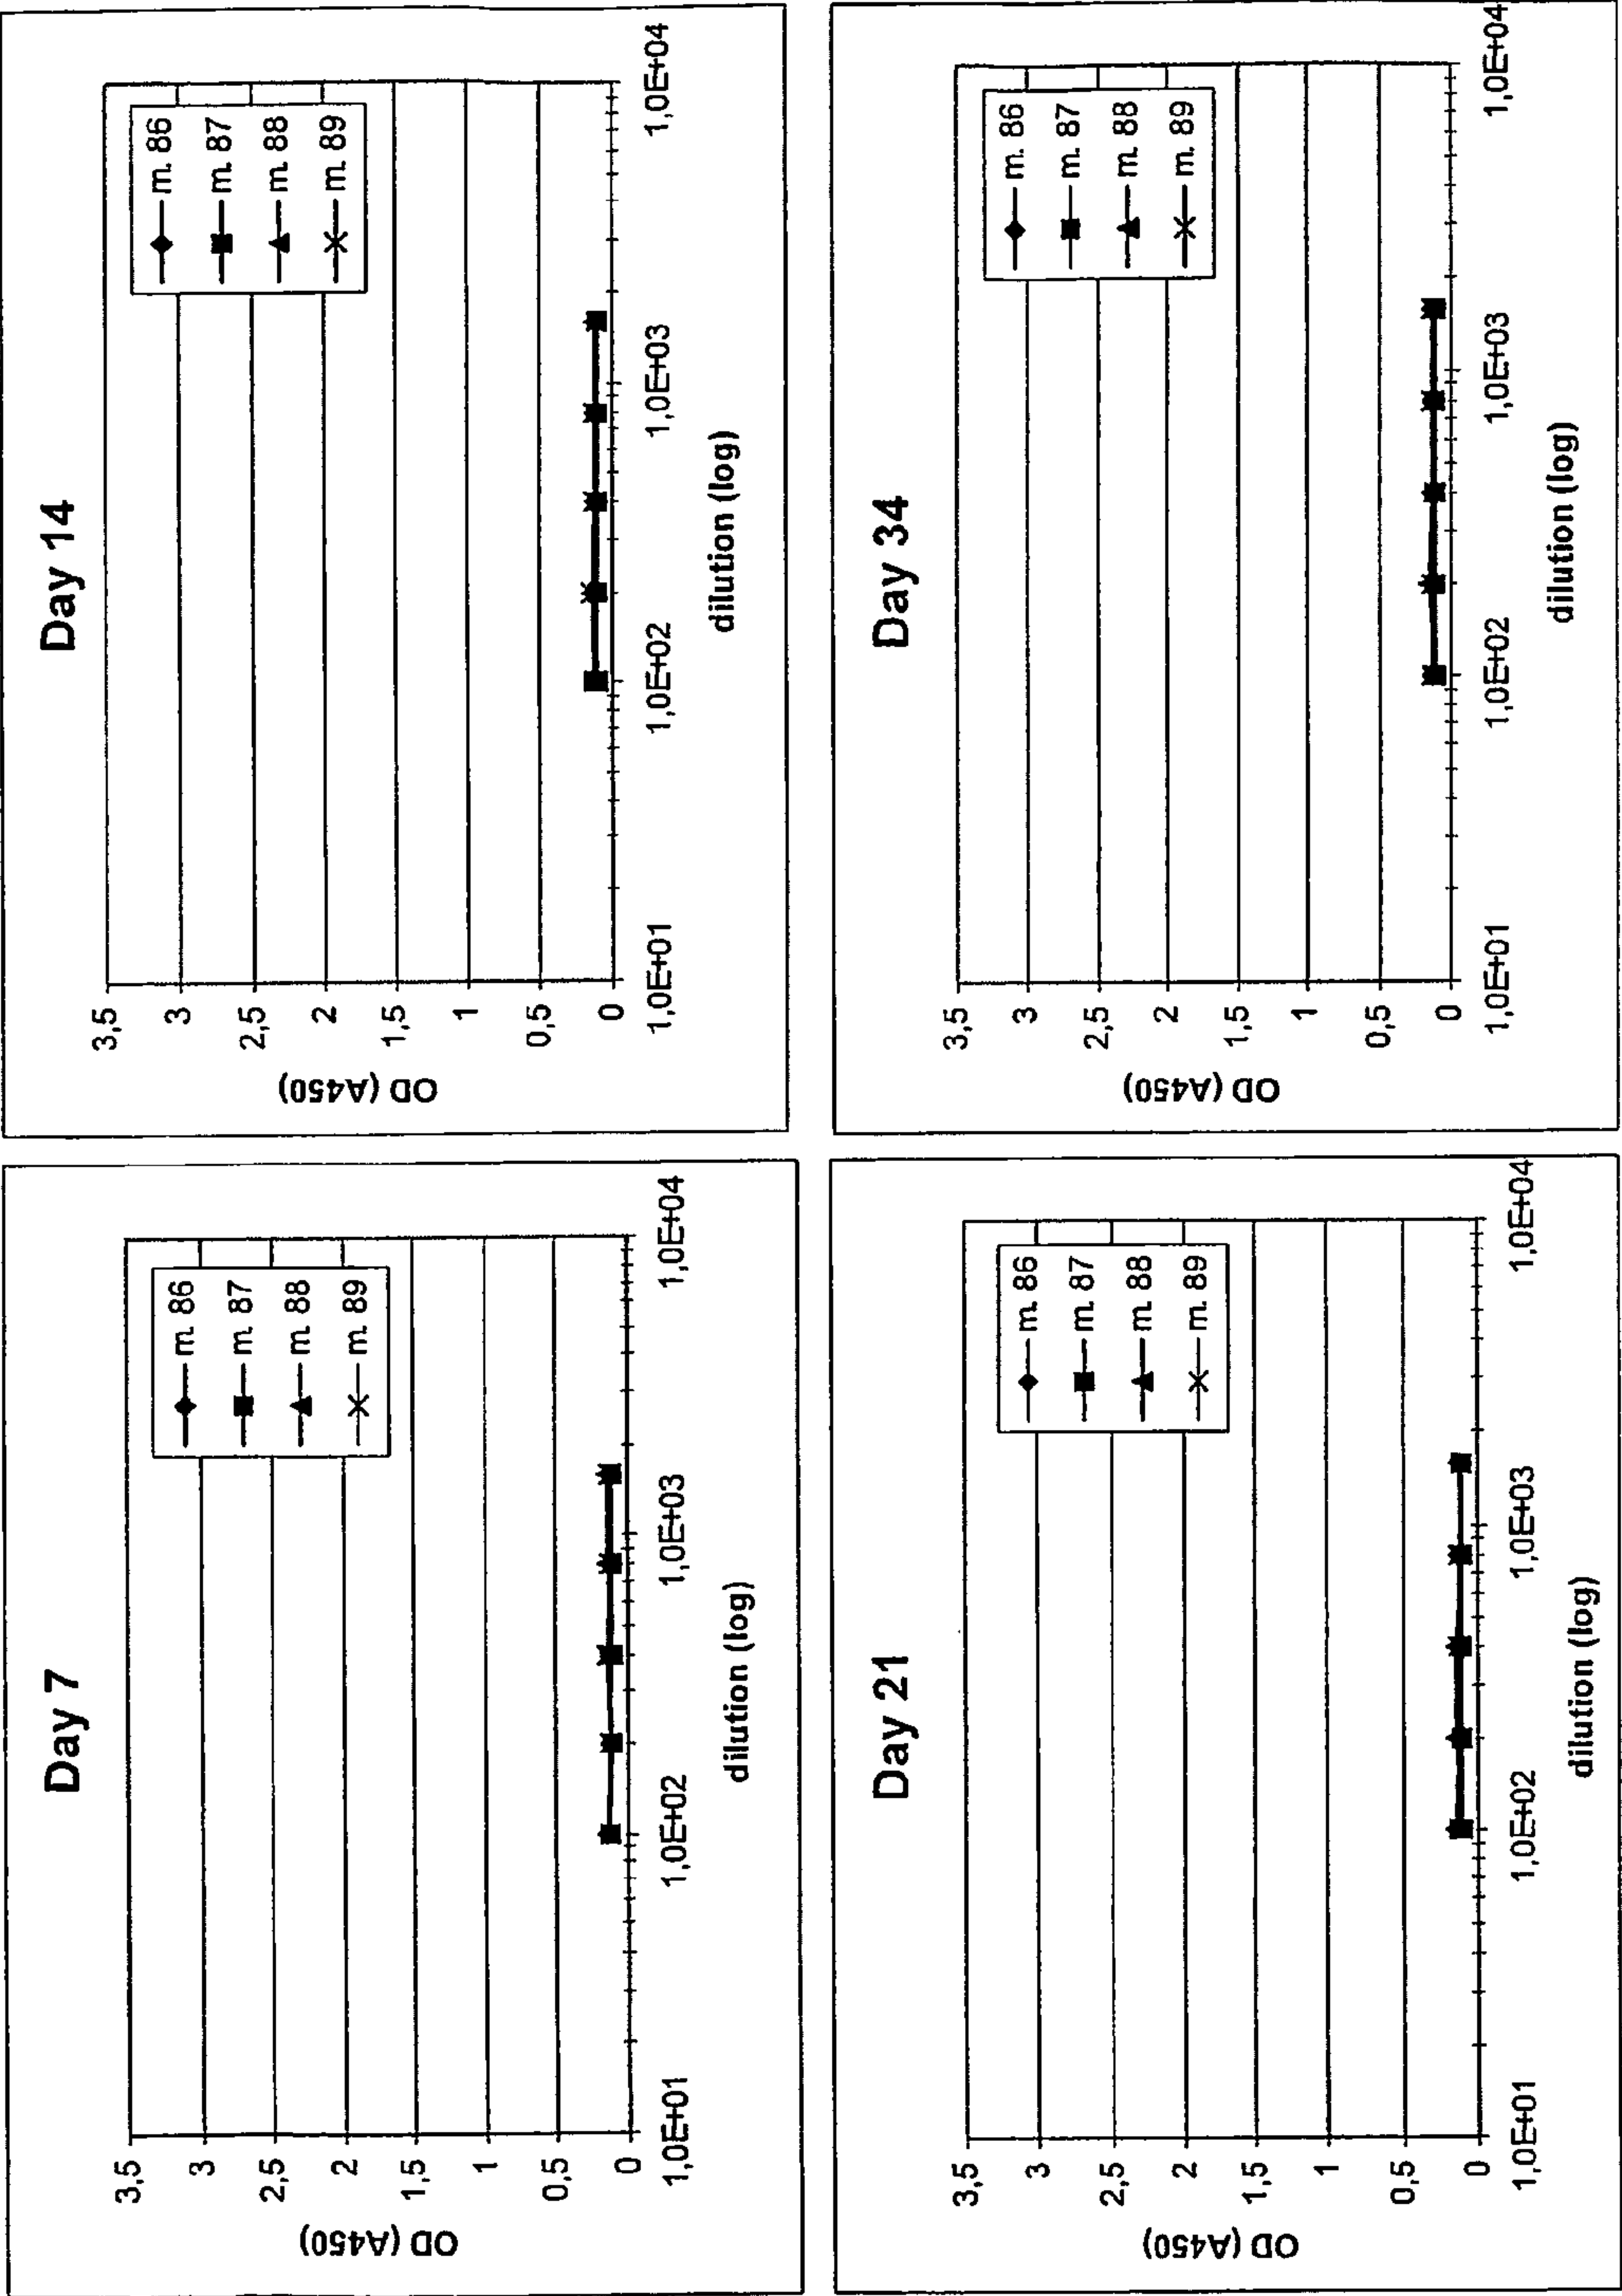 Day 7
OD (A450)
3,5
3
2,5
2
1,5
1
0,5
0
1,0E+01
1,0E+02
1,0E+03
1,0E+04
dilution (log)
m. 86
m. 87
m. 88
m. 89
Day 14
OD (A450)
3,5
3
2,5
2
1,5
1
0,5
0
1,0E+01
1,0E+02
1,0E+03
1,0E+04
dilution (log)
m. 86
m. 87
m. 88
m. 89
Day 21
OD (A450)
3,5
3
2,5
2
1,5
1
0,5
0
1,0E+01
1,0E+02
1,0E+03
1,0E+04
dilution (log)
m. 86
m. 87
m. 88
m. 89
Day 34
OD (A450)
3,5
3
2,5
2
1,5
1
0,5
0
1,0E+01
1,0E+02
1,0E+03
1,0E+04
dilution (log)
m. 86
m. 87
m. 88
m. 89